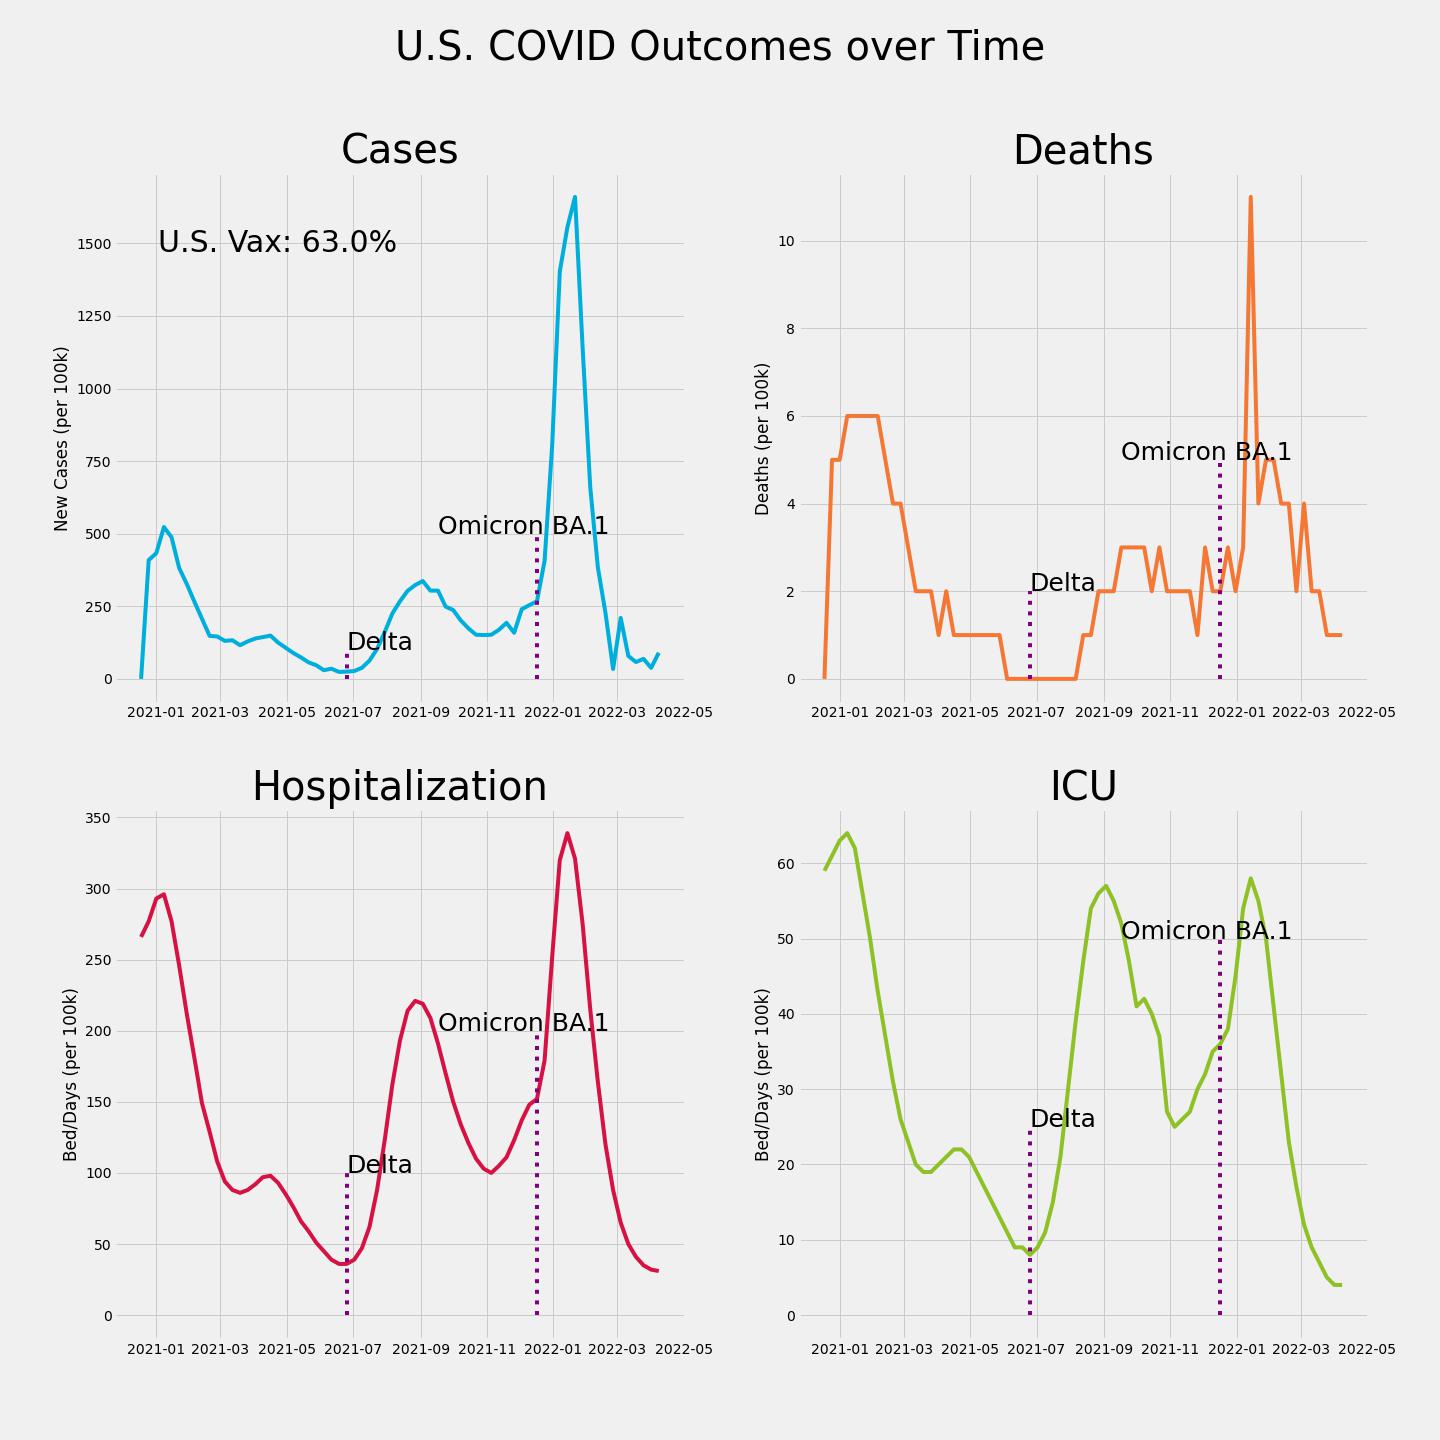 U.S. COVID Outcomes over Time
Cases
New Cases (per 100k)
1500
1250
1000
750
500
250
0
U.S. Vax: 63.0%
Omicron BA.1
Delta
2021-01 2021-03 2021-05 2021-07 2021-09 2021-11 2022-01 2022-03 2022-05
Deaths
Deaths (per 100k)
10
8
6
4
2
0
Omicron BA.1
Delta
2021-01 2021-03 2021-05 2021-07 2021-09 2021-11 2022-01 2022-03 2022-05
Hospitalization
Bed/Days (per 100k)
350
300
250
200
150
100
50
0
Omicron BA.1
Delta
2021-01 2021-03 2021-05 2021-07 2021-09 2021-11 2022-01 2022-03 2022-05
ICU
Bed/Days (per 100k)
60
50
40
30
20
10
0
Omicron BA.1
Delta
2021-01 2021-03 2021-05 2021-07 2021-09 2021-11 2022-01 2022-03 2022-05